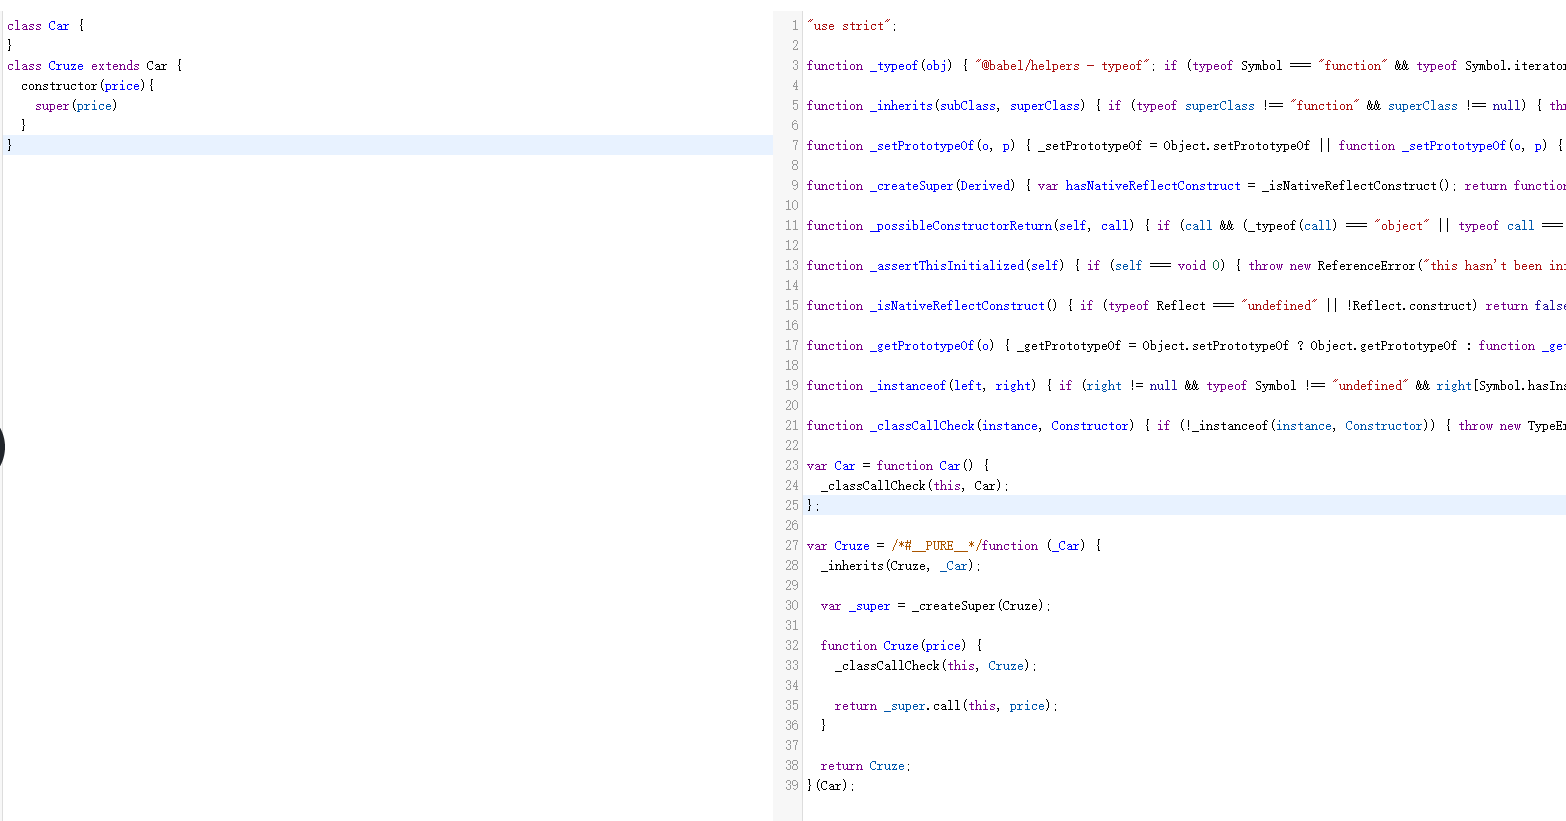 class Car {
}
class Cruze extends Car {
  constructor(price){
    super(price)
  }
}
1 "use strict";
2
3 function _typeof(obj) { "@babel/helpers - typeof"; if (typeof Symbol === "function" && typeof Symbol.iterator
4
5 function _inherits(subClass, superClass) { if (typeof superClass !== "function" && superClass !== null) { th
6
7 function _setPrototypeOf(o, p) { _setPrototypeOf = Object.setPrototypeOf || function _setPrototypeOf(o, p) {
8
9 function _createSuper(Derived) { var hasNativeReflectConstruct = _isNativeReflectConstruct(); return function
10
11 function _possibleConstructorReturn(self, call) { if (call && (_typeof(call) === "object" || typeof call ===
12
13 function _assertThisInitialized(self) { if (self === void 0) { throw new ReferenceError("this hasn't been in
14
15 function _isNativeReflectConstruct() { if (typeof Reflect === "undefined" || !Reflect.construct) return false
16
17 function _getPrototypeOf(o) { _getPrototypeOf = Object.setPrototypeOf ? Object.getPrototypeOf : function _ge
18
19 function _instanceof(left, right) { if (right != null && typeof Symbol !== "undefined" && right[Symbol.hasIns
20
21 function _classCallCheck(instance, Constructor) { if (!_instanceof(instance, Constructor)) { throw new TypeE
22
23 var Car = function Car() {
24   _classCallCheck(this, Car);
25 };
26
27 var Cruze = /*#__PURE__*/function (_Car) {
28   _inherits(Cruze, _Car);
29
30   var _super = _createSuper(Cruze);
31
32   function Cruze(price) {
33     _classCallCheck(this, Cruze);
34
35     return _super.call(this, price);
36   }
37
38   return Cruze;
39 }(Car);